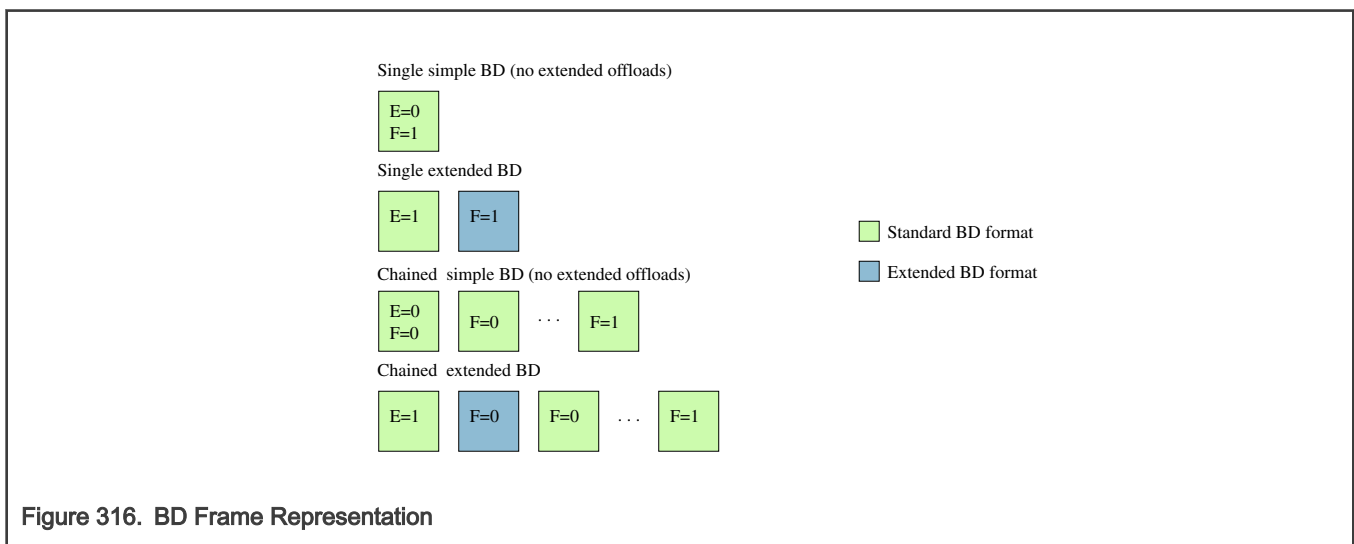 Single simple BD (no extended offloads)
E=0
F=1
Single extended BD
E=1 F=1
Standard BD format
Extended BD format
Chained simple BD (no extended offloads)
E=0
F=0
F=0 . . . F=1
Chained extended BD
E=1 F=0 F=0 . . . F=1
Figure 316. BD Frame Representation